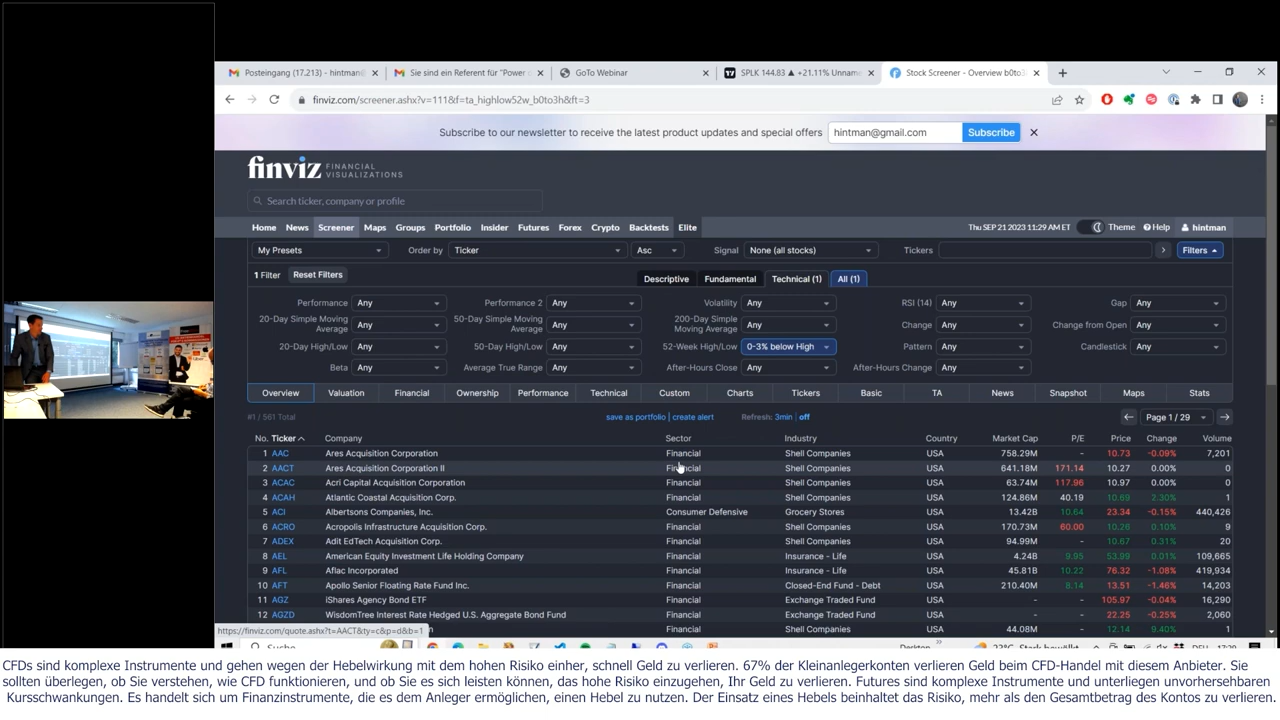 Posteingang (17.213) - hintman@
Sie sind ein Referent für "Power
GoTo Webinar
SPLK 144.83 ▲ +21.11% Unname
Stock Screener - Overview b0to3
finviz.com/screener.ashx?v=111&f=ta_highlow52w_b0to3h&ft=3
Subscribe to our newsletter to receive the latest product updates and special offers
hintman@gmail.com
Subscribe
finviz
FINANCIAL
VISUALIZATIONS
Search ticker, company or profile
Home News Screener Maps Groups Portfolio Insider Futures Forex Crypto Backtests Elite
Thu SEP 21 2023 11:29 AM ET Theme Help hintman
My Presets Order by Ticker Asc Signal None (all stocks) Tickers Filters
1 Filter Reset Filters Descriptive Fundamental Technical (1) All (1)
Performance Any Performance 2 Any Volatility Any RSI (14) Any Gap Any
20-Day Simple Moving Average Any 50-Day Simple Moving Average Any 200-Day Simple Moving Average Any Change Any Change from Open Any
20-Day High/Low Any 50-Day High/Low Any 52-Week High/Low 0-3% below High Pattern Any Candlestick Any
Beta Any Average True Range Any After-Hours Close Any After-Hours Change Any
Overview Valuation Financial Ownership Performance Technical Custom Charts Tickers Basic TA News Snapshot Maps Stats
#1 / 561 Total save as portfolio | create alert Refresh: 3min | off Page 1 / 29
No. Ticker Company Sector Industry Country Market Cap P/E Price Change Volume
1 AAC Ares Acquisition Corporation Financial Shell Companies USA 758.29M - 10.73 -0.09% 7,201
2 AACT Ares Acquisition Corporation II Financial Shell Companies USA 641.18M 171.14 10.27 0.00% 0
3 ACAC Acri Capital Acquisition Corporation Financial Shell Companies USA 63.74M 117.96 10.97 0.00% 0
4 ACAH Atlantic Coastal Acquisition Corp. Financial Shell Companies USA 124.86M 40.19 10.69 2.30% 1
5 ACI Albertsons Companies, Inc. Consumer Defensive Grocery Stores USA 13.42B 10.64 23.34 -0.15% 440,426
6 ACRO Acropolis Infrastructure Acquisition Corp. Financial Shell Companies USA 170.73M 60.00 10.26 0.10% 9
7 ADEX Adit EdTech Acquisition Corp. Financial Shell Companies USA 94.99M - 10.67 0.31% 20
8 AEL American Equity Investment Life Holding Company Financial Insurance - Life USA 4.24B 9.95 53.99 0.01% 109,665
9 AFL Aflac Incorporated Financial Insurance - Life USA 45.81B 10.22 76.32 -1.08% 419,934
10 AFT Apollo Senior Floating Rate Fund Inc. Financial Closed-End Fund - Debt USA 210.40M 8.14 13.51 -1.46% 14,203
11 AGZ iShares Agency Bond ETF Financial Exchange Traded Fund USA - - 105.97 -0.04% 16,290
12 AGZD WisdomTree Interest Rate Hedged U.S. Aggregate Bond Fund Financial Exchange Traded Fund USA - - 22.25 -0.25% 2,060
Financial Shell Companies USA 44.08M - 12.14 9.40% 1
https://finviz.com/quote.ashx?t=AACT&ty=c&p=d&b=1
CFDs sind komplexe Instrumente und gehen wegen der Hebelwirkung mit dem hohen Risiko einher, schnell Geld zu verlieren. 67% der Kleinanlegerkonten verlieren Geld beim CFD-Handel mit diesem Anbieter. Sie
sollten überlegen, ob Sie verstehen, wie CFD funktionieren, und ob Sie es sich leisten können, das hohe Risiko einzugehen, Ihr Geld zu verlieren. Futures sind komplexe Instrumente und unterliegen unvorhersehbaren
Kursschwankungen. Es handelt sich um Finanzinstrumente, die es dem Anleger ermöglichen, einen Hebel zu nutzen. Der Einsatz eines Hebels beinhaltet das Risiko, mehr als den Gesamtbetrag des Kontos zu verlieren.